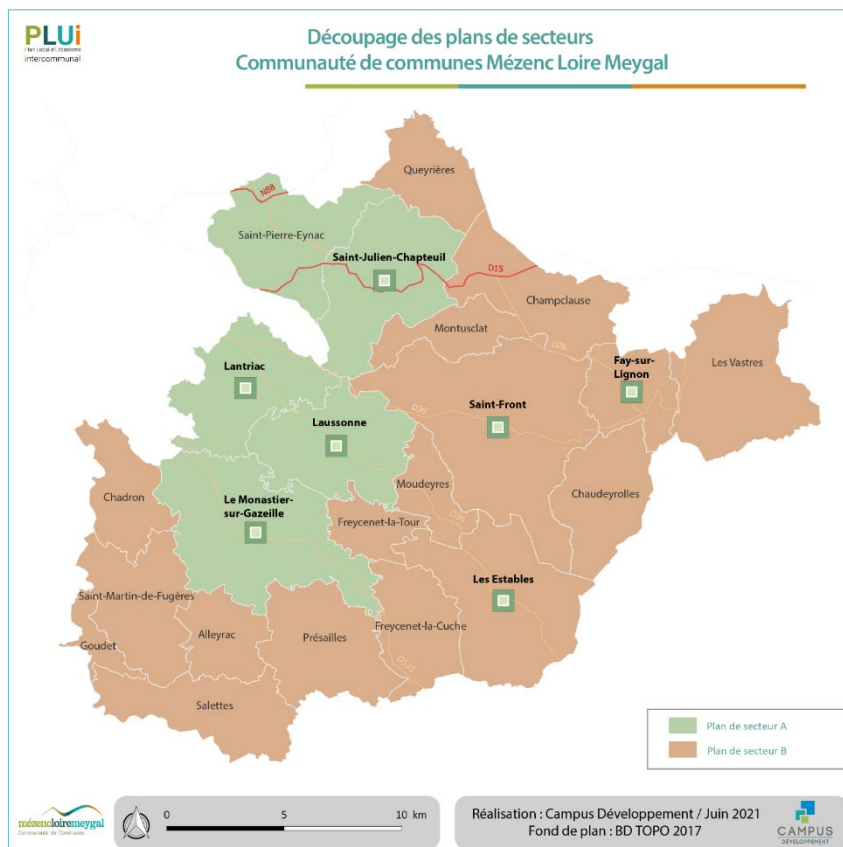 PLUi
Plan Local d'Urbanisme
intercommunal
Découpage des plans de secteurs
Communauté de communes Mézenc Loire Meygal
Queyrières
N88
Saint-Pierre-Eynac
Saint-Julien-Chapteuil
D15
Champclause
Montusclat
D26
Fay-sur-
Lignon
Les Vastres
Lantriac
D39
Saint-Front
Laussonne
Moudeyres
Chaudeyrolles
Chadron
Le Monastier
-sur-Gazeille
Freycenet-la-Tour
D36
Les Estables
Saint-Martin-de-Fugères
Freycenet-la-Cuche
Goudet
Alleyrac
Présailles
D535
Salettes
Plan de secteur A
Plan de secteur B
mézencloiremeygal
Communauté de Communes
0 5 10 km
Réalisation : Campus Développement / Juin 2021
Fond de plan : BD TOPO 2017
CAMPUS
DÉVELOPPEMENT